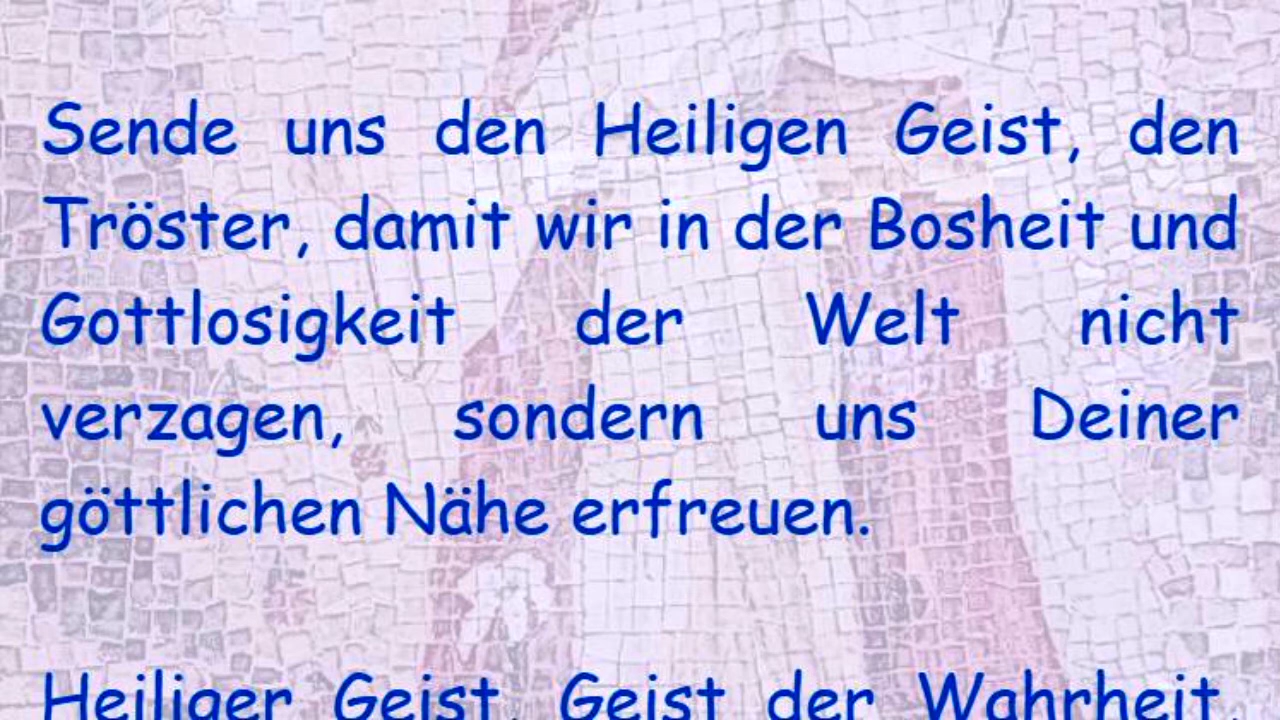 Sende uns den Heiligen Geist, den
Tröster, damit wir in der Bosheit und
Gottlosigkeit der Welt nicht
verzagen, sondern uns Deiner
göttlichen Nähe erfreuen.
Heiliger Geist, Geist der Wahrheit,